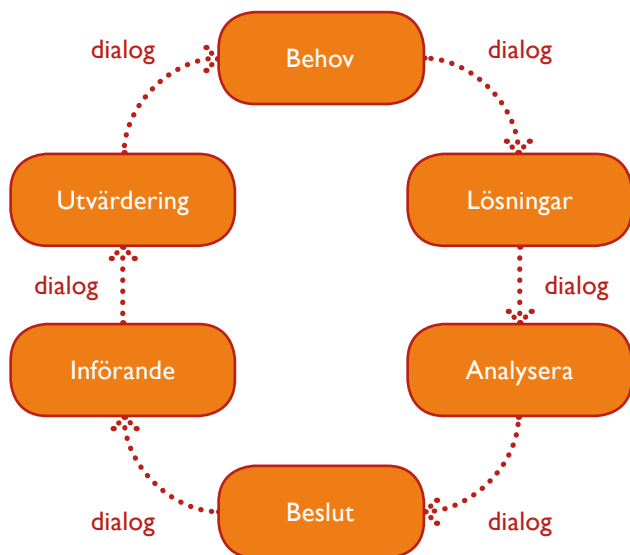 dialog
Behov
dialog
Utvärdering
Lösningar
dialog
dialog
Införande
Analysera
dialog
Beslut
dialog